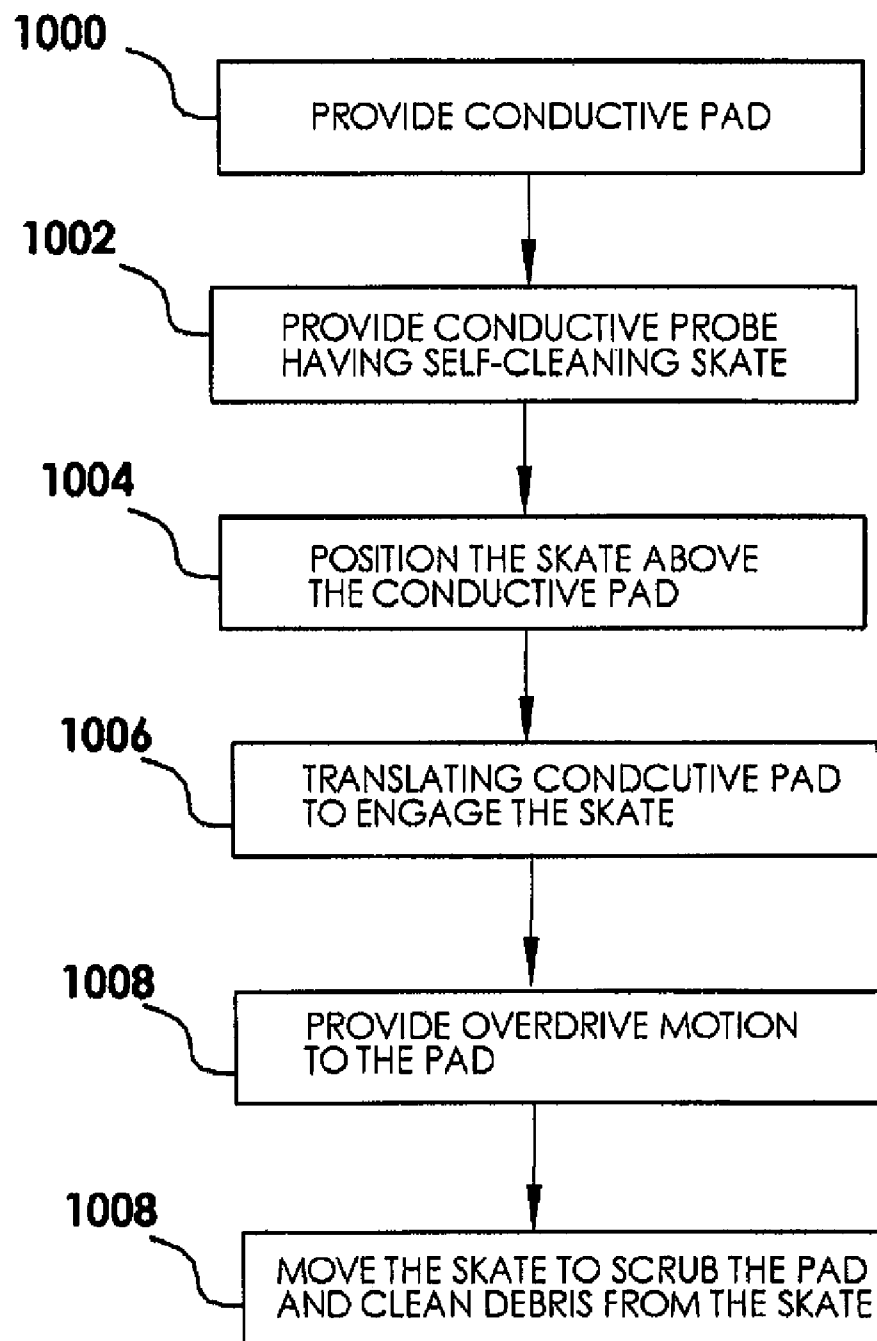 1000
PROVIDE CONDUCTIVE PAD
1002
PROVIDE CONDUCTIVE PROBE
HAVING SELF-CLEANING SKATE
1004
POSITION THE SKATE ABOVE
THE CONDUCTIVE PAD
1006
TRANSLATING CONDCUTIVE PAD
TO ENGAGE THE SKATE
1008
PROVIDE OVERDRIVE MOTION
TO THE PAD
1008
MOVE THE SKATE TO SCRUB THE PAD
AND CLEAN DEBRIS FROM THE SKATE